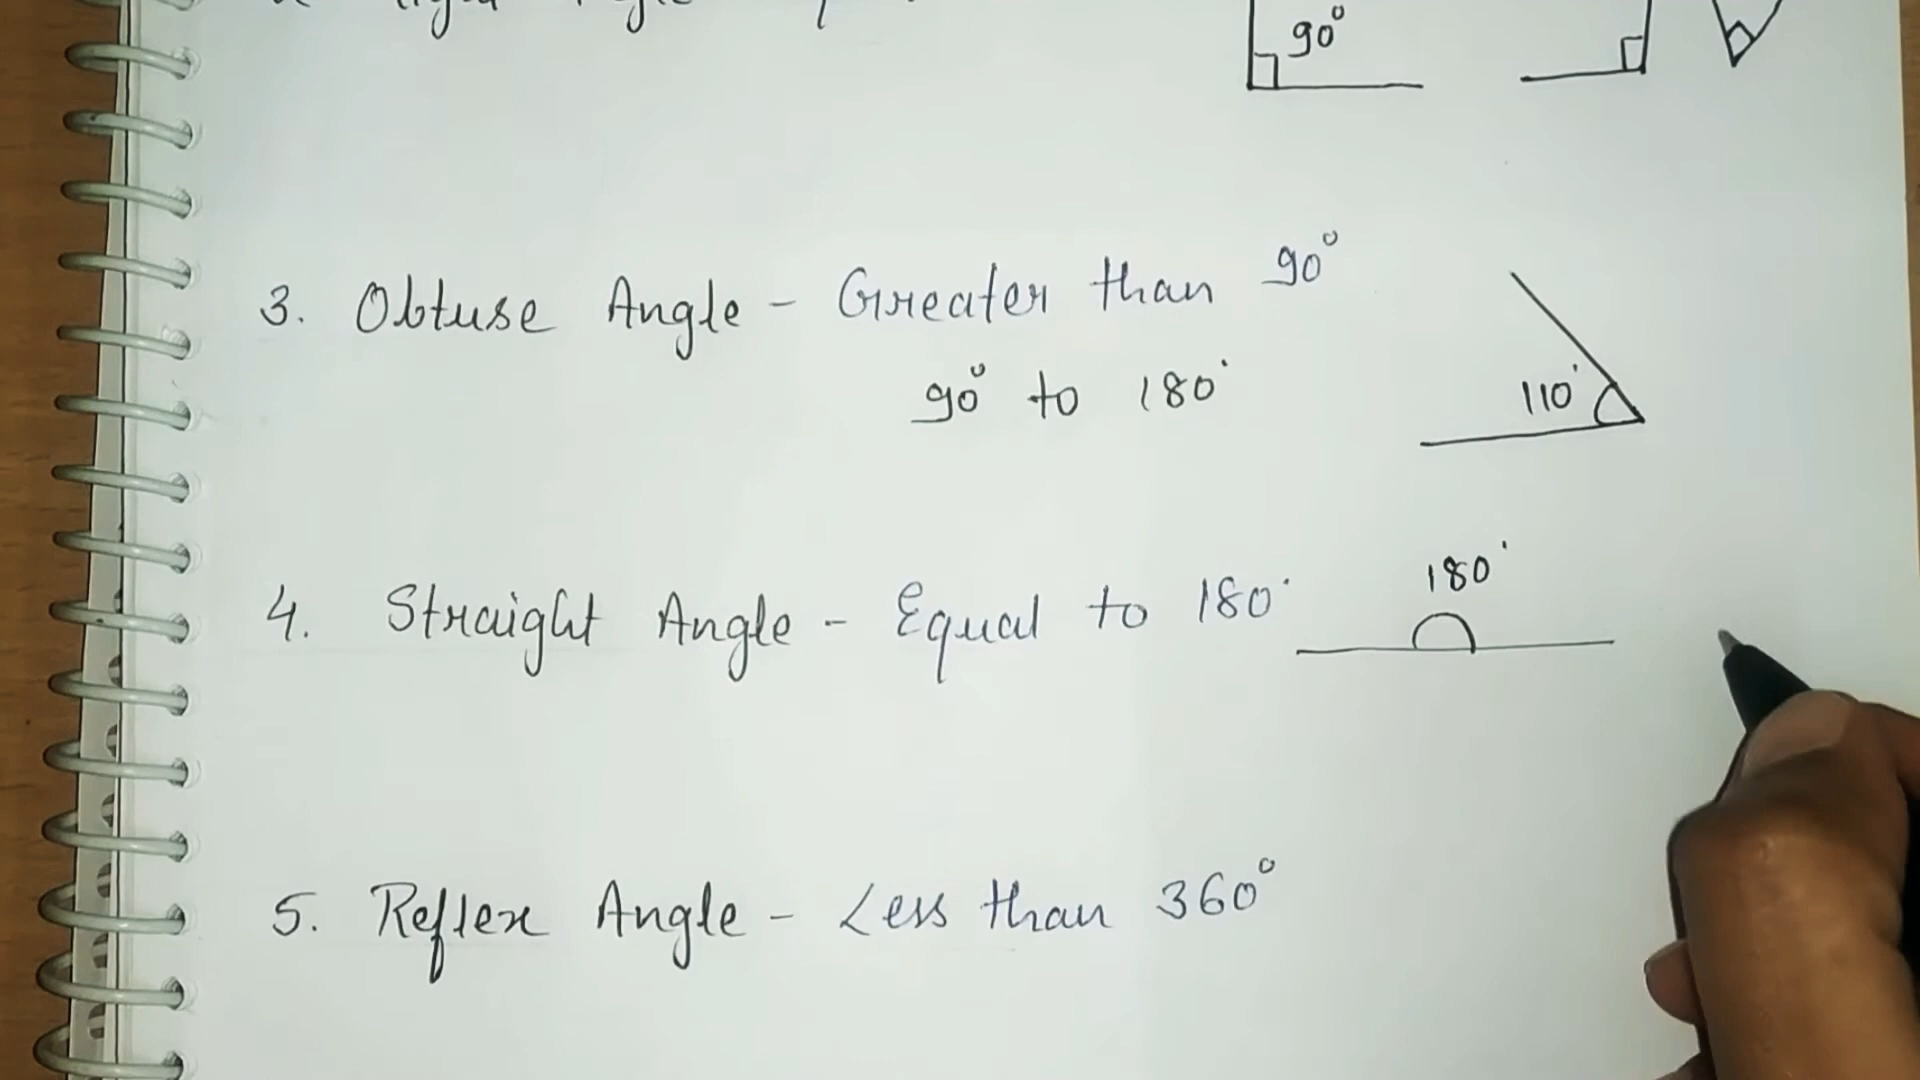 90°
3. Obtuse Angle - Greater than 90°
90° to 180°
110°
4. Straight Angle - Equal to 180°
180°
5. Reflex Angle - Less than 360°